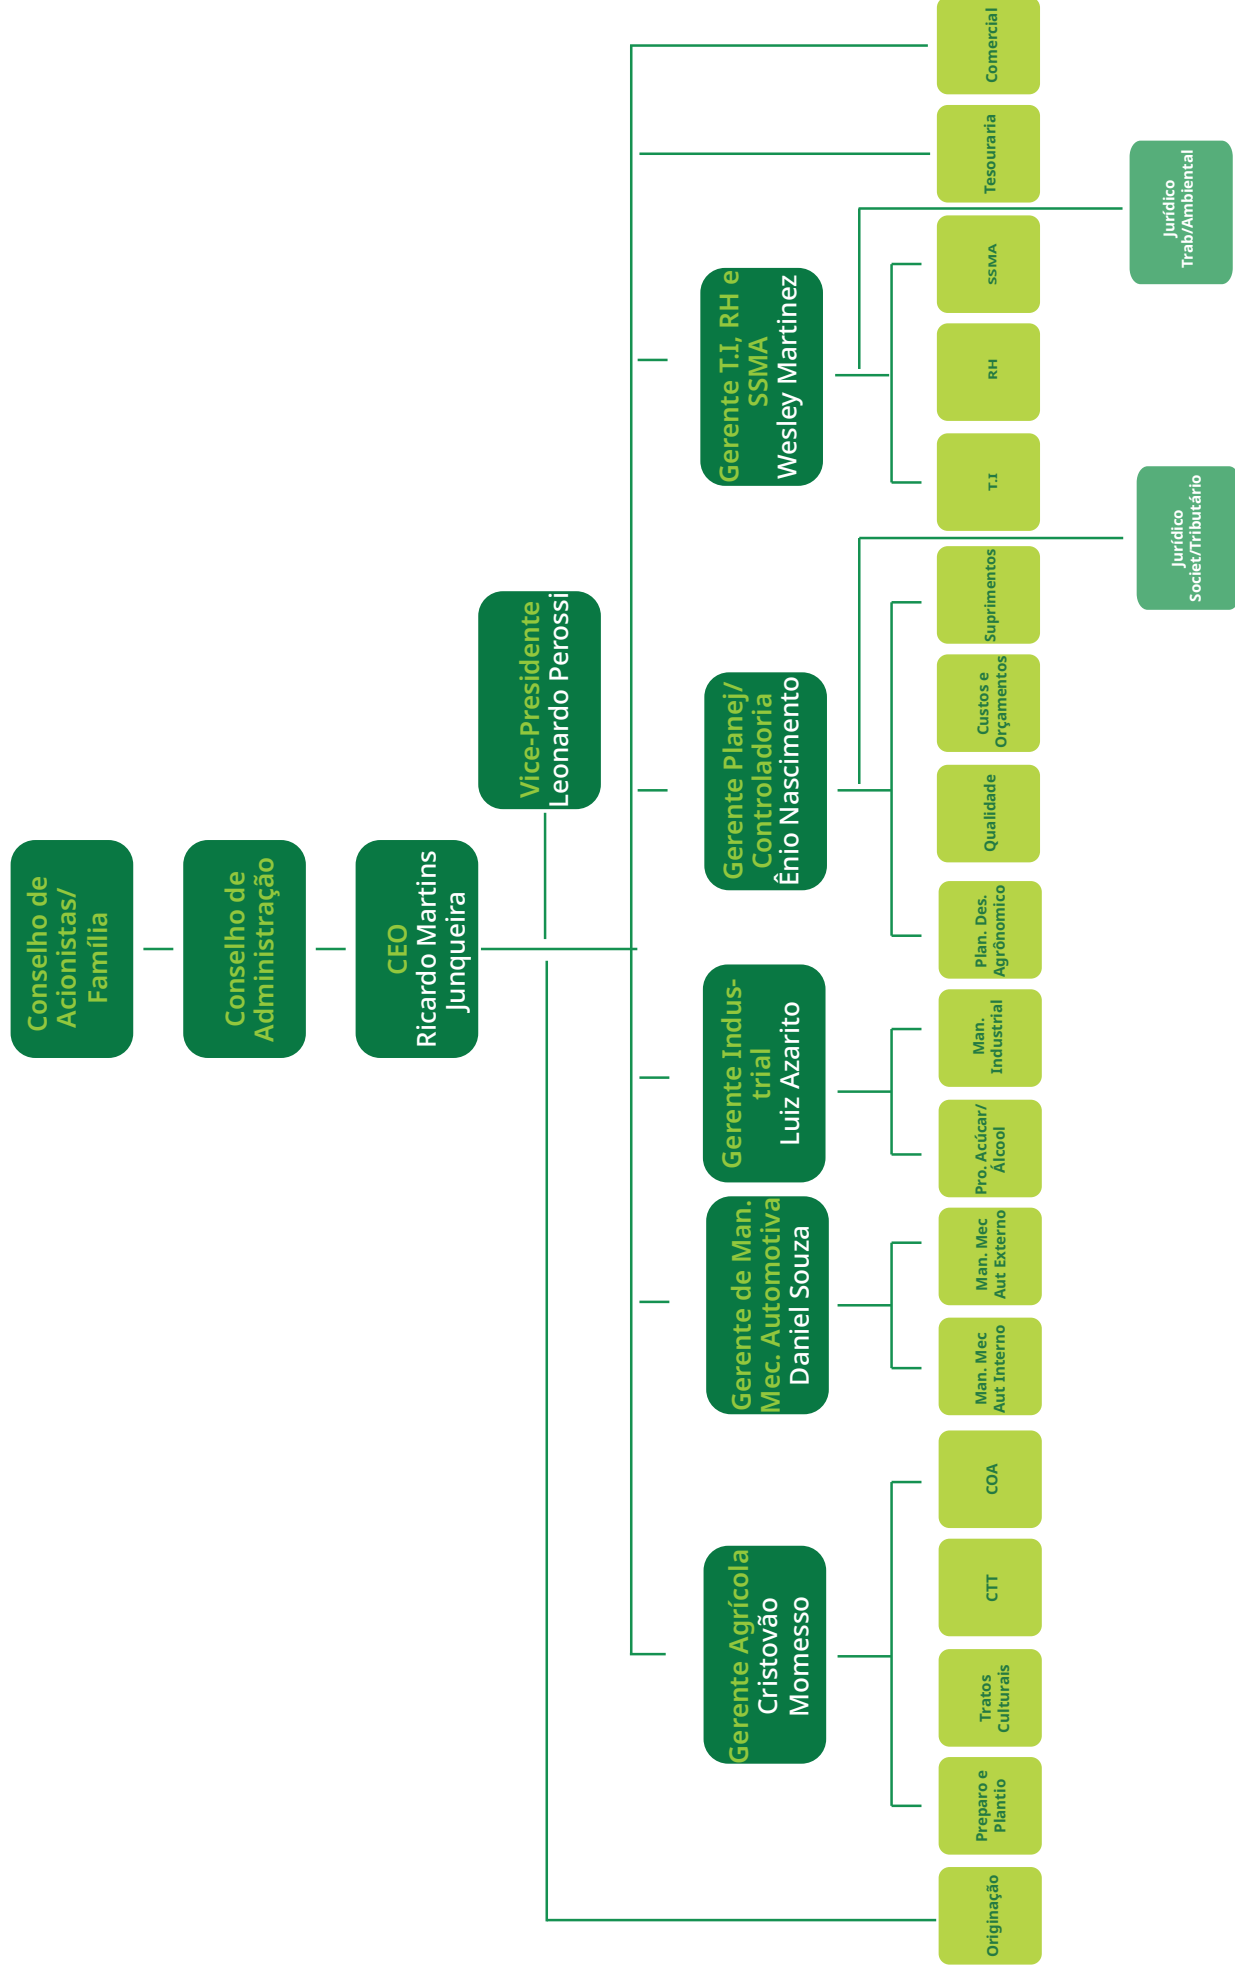 Conselho de
Acionistas/
Família
Conselho de
Administração
CEO
Ricardo Martins
Junqueira
Vice-Presidente
Leonardo Perossi
Gerente Agrícola
Cristovão
Momesso
Gerente de Man.
Mec. Automotiva
Daniel Souza
Gerente Indus-
trial
Luiz Azarito
Gerente Planej/
Controladoria
Ênio Nascimento
Gerente T.I, RH e
SSMA
Wesley Martinez
Originação
Preparo e
Plantio
Tratos
Culturais
CTT
COA
Man. Mec
Aut Interno
Man. Mec
Aut Externo
Pro. Acúcar/
Álcool
Man.
Industrial
Plan. Des.
Agrônomico
Qualidade
Custos e
Orçamentos
Suprimentos
T.I
RH
SSMA
Tesouraria
Comercial
Jurídico
Societ/Tributário
Jurídico
Trab/Ambiental